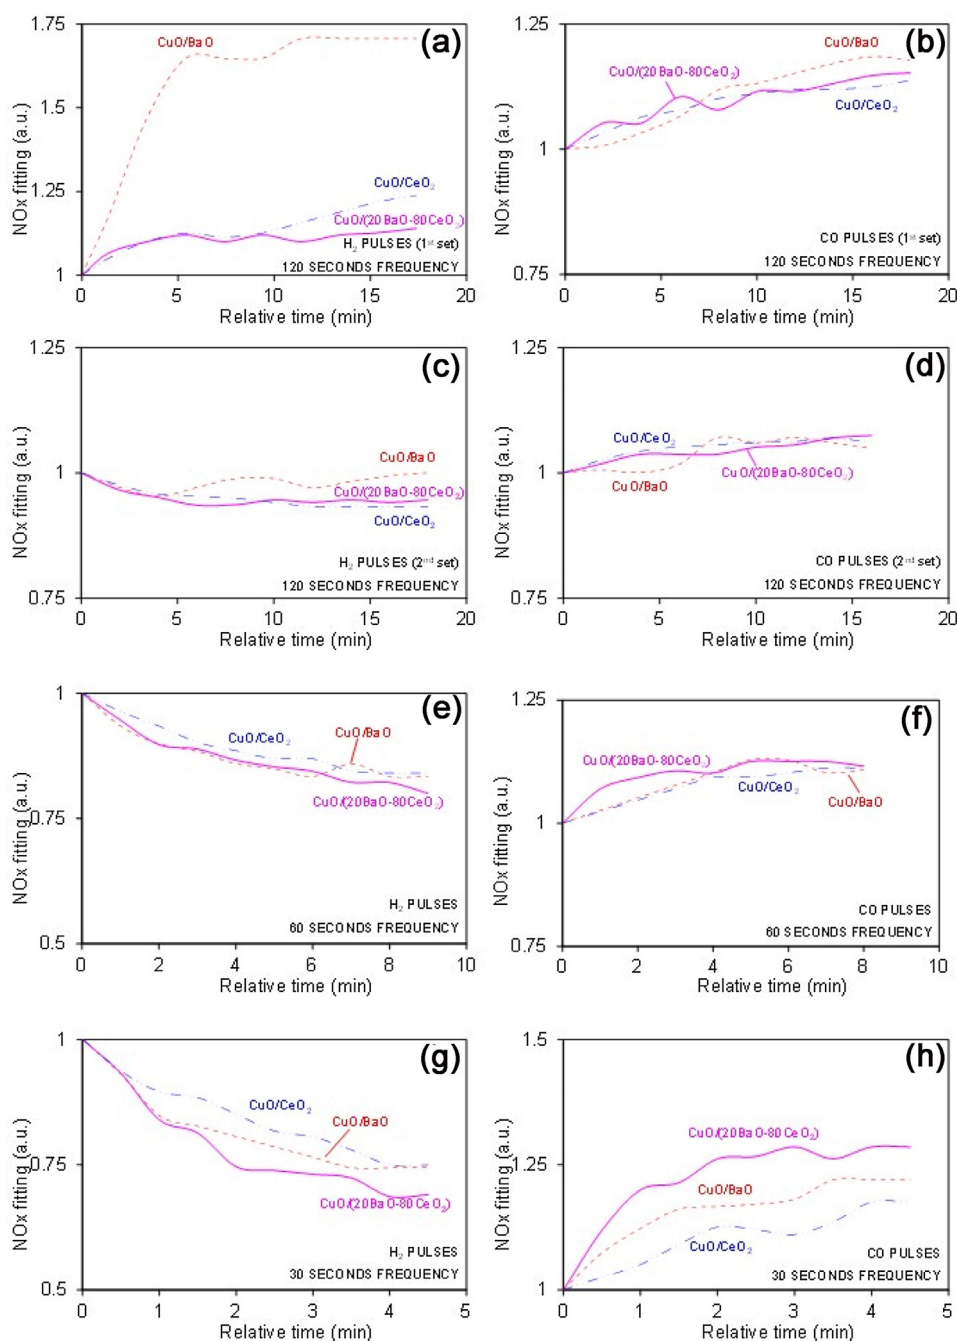 1.75
(a)
CuO/BaO
1.5
NOx fitting (a.u.)
1.25
CuO/CeO₂
CuO/(20BaO-80CeO₂)
H₂ PULSES (1ˢᵗ set)
120 SECONDS FREQUENCY
1
0 5 10 15 20
Relative time (min)
1.25
(b)
CuO/BaO
CuO/(20BaO-80CeO₂)
CuO/CeO₂
NOx fitting (a.u.)
1
CO PULSES (1ˢᵗ set)
120 SECONDS FREQUENCY
0.75
0 5 10 15 20
Relative time (min)
1.25
(c)
NOx fitting (a.u.)
CuO/BaO
1
CuO/(20BaO-80CeO₂)
CuO/CeO₂
H₂ PULSES (2ⁿᵈ set)
120 SECONDS FREQUENCY
0.75
0 5 10 15 20
Relative time (min)
1.25
(d)
NOx fitting (a.u.)
CuO/CeO₂
1
CuO/(20BaO-80CeO₂)
CuO/BaO
CO PULSES (2ⁿᵈ set)
120 SECONDS FREQUENCY
0.75
0 5 10 15 20
Relative time (min)
1
(e)
CuO/BaO
CuO/CeO₂
NOx fitting (a.u.)
0.75
CuO/(20BaO-80CeO₂)
H₂ PULSES
60 SECONDS FREQUENCY
0.5
0 2 4 6 8 10
Relative time (min)
1.25
(f)
CuO/(20BaO-80CeO₂)
CuO/CeO₂
CuO/BaO
NOx fitting (a.u.)
1
CO PULSES
60 SECONDS FREQUENCY
0.75
0 2 4 6 8 10
Relative time (min)
1
(g)
CuO/CeO₂
CuO/BaO
NOx fitting (a.u.)
0.75
CuO/(20BaO-80CeO₂)
H₂ PULSES
30 SECONDS FREQUENCY
0.5
0 1 2 3 4 5
Relative time (min)
1.5
(h)
CuO/(20BaO-80CeO₂)
NOx fitting (a.u.)
1.25
CuO/BaO
CuO/CeO₂
CO PULSES
30 SECONDS FREQUENCY
1
0 1 2 3 4 5
Relative time (min)